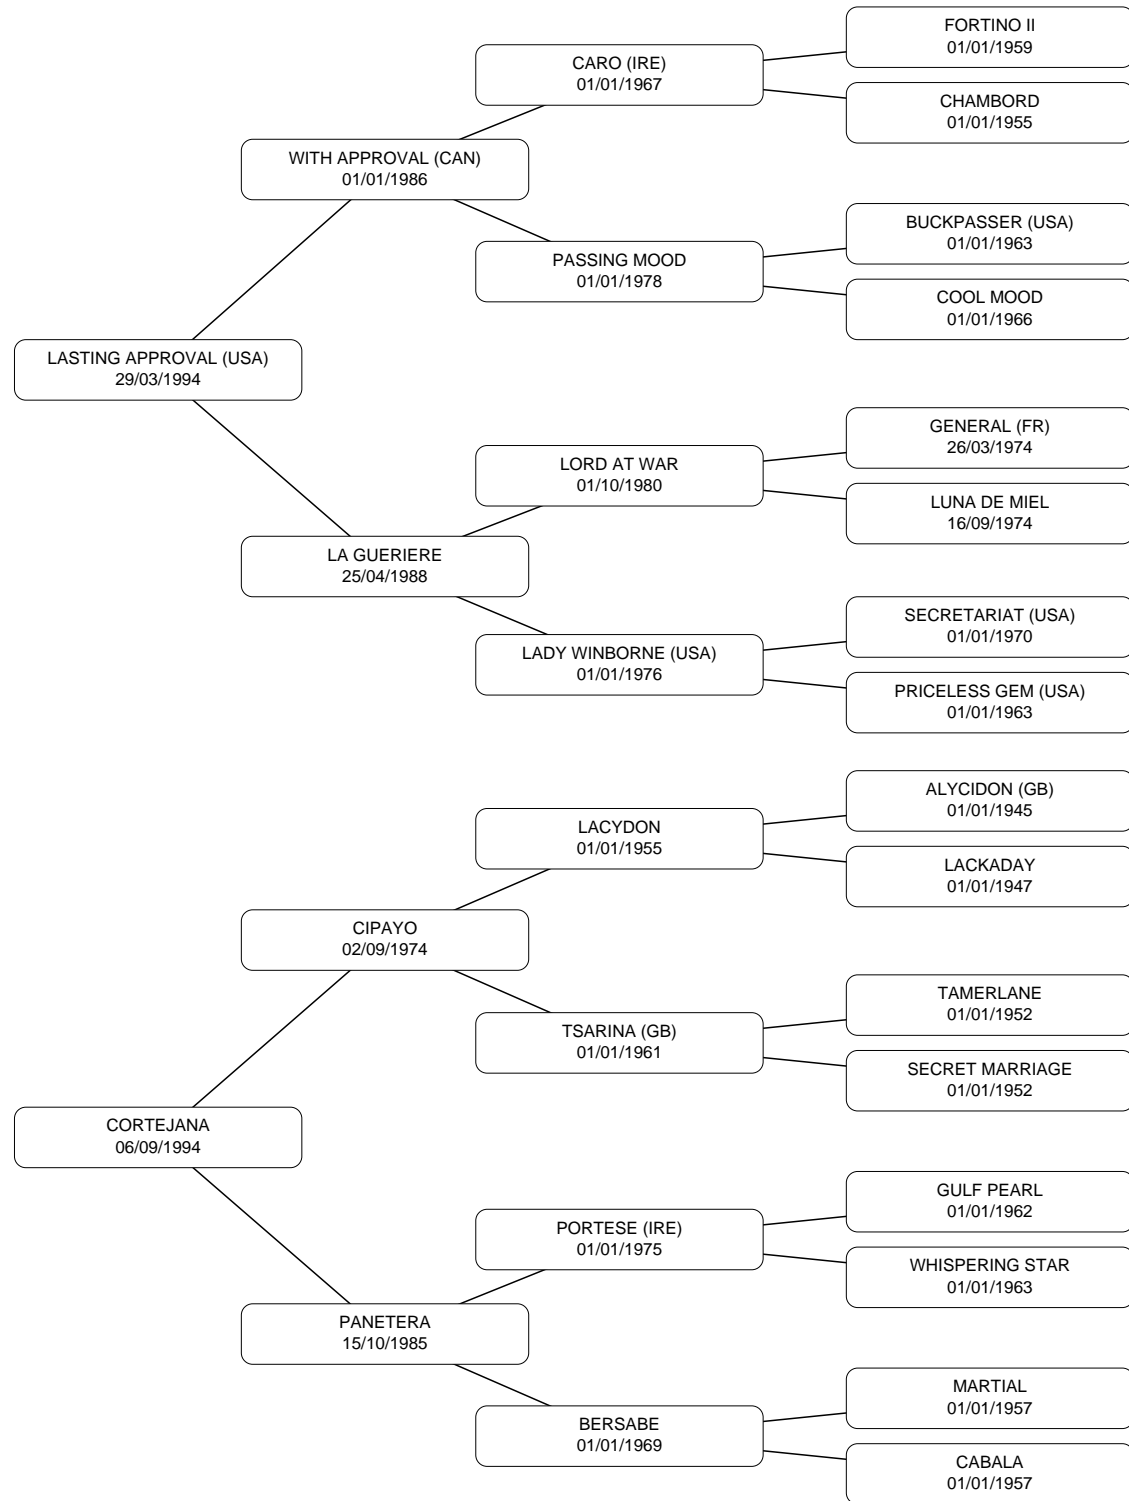 FORTINO II
01/01/1959
CARO (IRE)
01/01/1967
CHAMBORD
01/01/1955
WITH APPROVAL (CAN)
01/01/1986
BUCKPASSER (USA)
01/01/1963
PASSING MOOD
01/01/1978
COOL MOOD
01/01/1966
LASTING APPROVAL (USA)
29/03/1994
GENERAL (FR)
26/03/1974
LORD AT WAR
01/10/1980
LUNA DE MIEL
16/09/1974
LA GUERIERE
25/04/1988
SECRETARIAT (USA)
01/01/1970
LADY WINBORNE (USA)
01/01/1976
PRICELESS GEM (USA)
01/01/1963
ALYCIDON (GB)
01/01/1945
LACYDON
01/01/1955
LACKADAY
01/01/1947
CIPAYO
02/09/1974
TAMERLANE
01/01/1952
TSARINA (GB)
01/01/1961
SECRET MARRIAGE
01/01/1952
CORTEJANA
06/09/1994
GULF PEARL
01/01/1962
PORTESE (IRE)
01/01/1975
WHISPERING STAR
01/01/1963
PANETERA
15/10/1985
MARTIAL
01/01/1957
BERSABE
01/01/1969
CABALA
01/01/1957